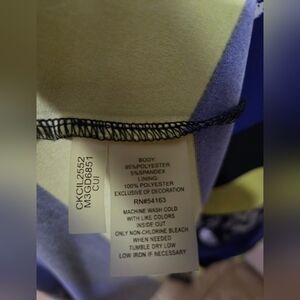 CKCIL2552
M3GD6851
CUI
BODY:
95%POLYESTER
5%SPANDEX
LINING:
100% POLYESTER
EXCLUSIVE OF DECORATION
RN#54163
MACHINE WASH COLD
WITH LIKE COLORS
INSIDE OUT
ONLY NON-CHLORINE BLEACH
WHEN NEEDED
TUMBLE DRY LOW
LOW IRON IF NECESSARY